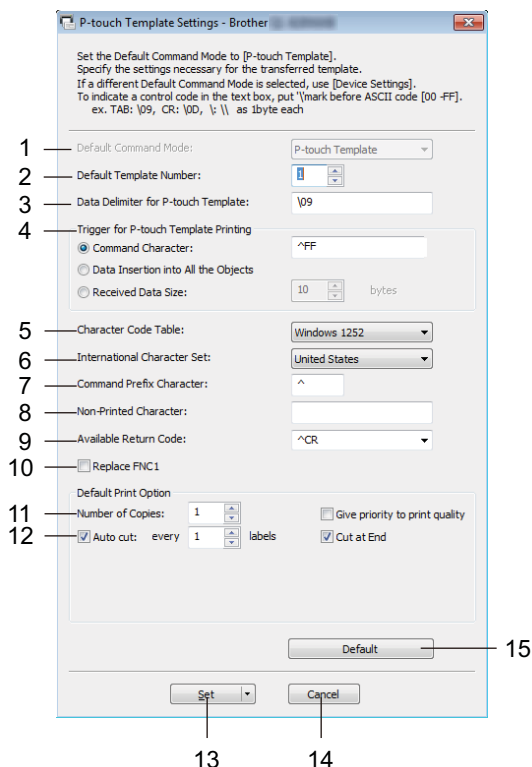 P-touch Template Settings - Brother
Set the Default Command Mode to [P-touch Template].
Specify the settings necessary for the transferred template.
If a different Default Command Mode is selected, use [Device Settings].
To indicate a control code in the text box, put '\'mark before ASCII code [00 -FF].
ex. TAB: \09, CR: \0D, \: \\ as 1byte each
1 Default Command Mode: P-touch Template
2 Default Template Number: 1
3 Data Delimiter for P-touch Template: \09
4 Trigger for P-touch Template Printing
Command Character: ^FF
Data Insertion into All the Objects
Received Data Size: 10 bytes
5 Character Code Table: Windows 1252
6 International Character Set: United States
7 Command Prefix Character: ^
8 Non-Printed Character:
9 Available Return Code: ^CR
10 Replace FNC1
Default Print Option
11 Number of Copies: 1 Give priority to print quality
12 Auto cut: every 1 labels Cut at End
Default 15
Set Cancel
13 14